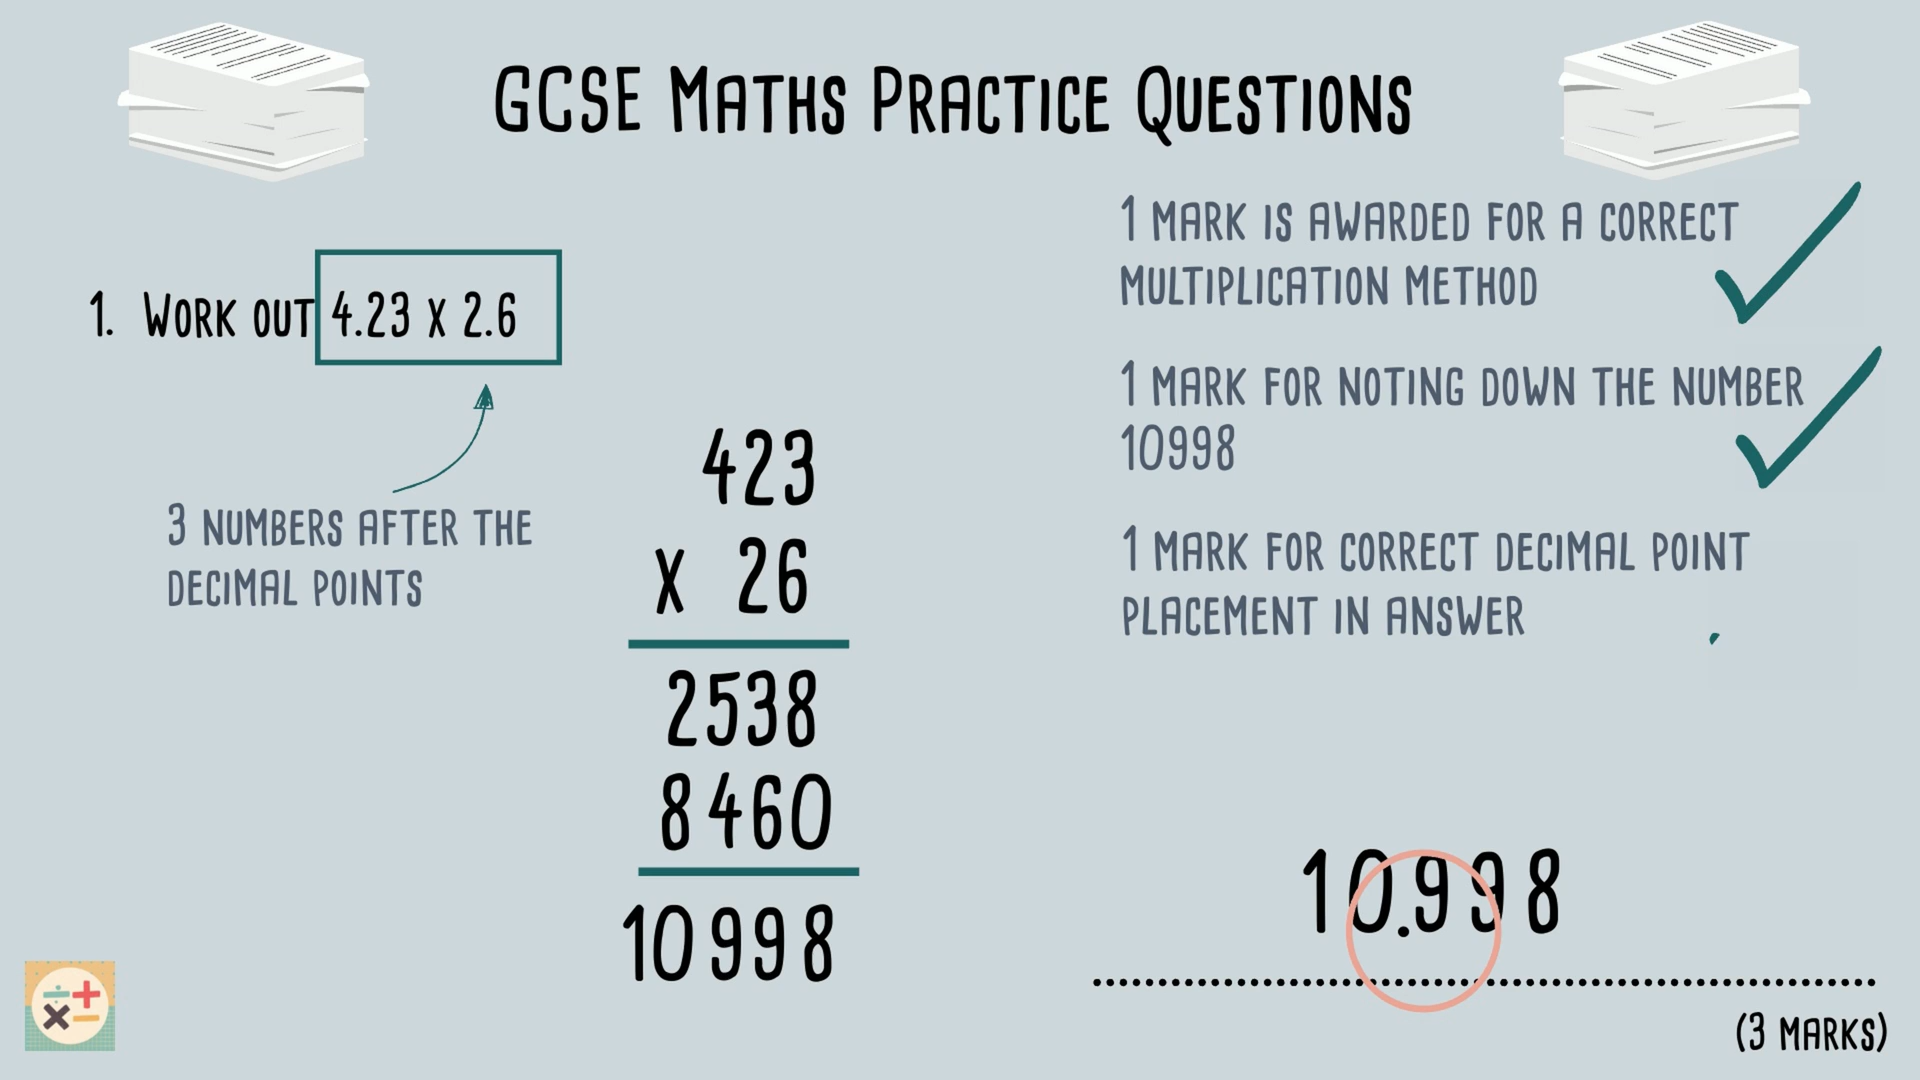 GCSE MATHS PRACTICE QUESTIONS
1. WORK OUT 4.23 X 2.6
3 NUMBERS AFTER THE
DECIMAL POINTS
423
X 26
2538
8460
10998
1 MARK IS AWARDED FOR A CORRECT
MULTIPLICATION METHOD
1 MARK FOR NOTING DOWN THE NUMBER
10998
1 MARK FOR CORRECT DECIMAL POINT
PLACEMENT IN ANSWER
10.998
(3 MARKS)